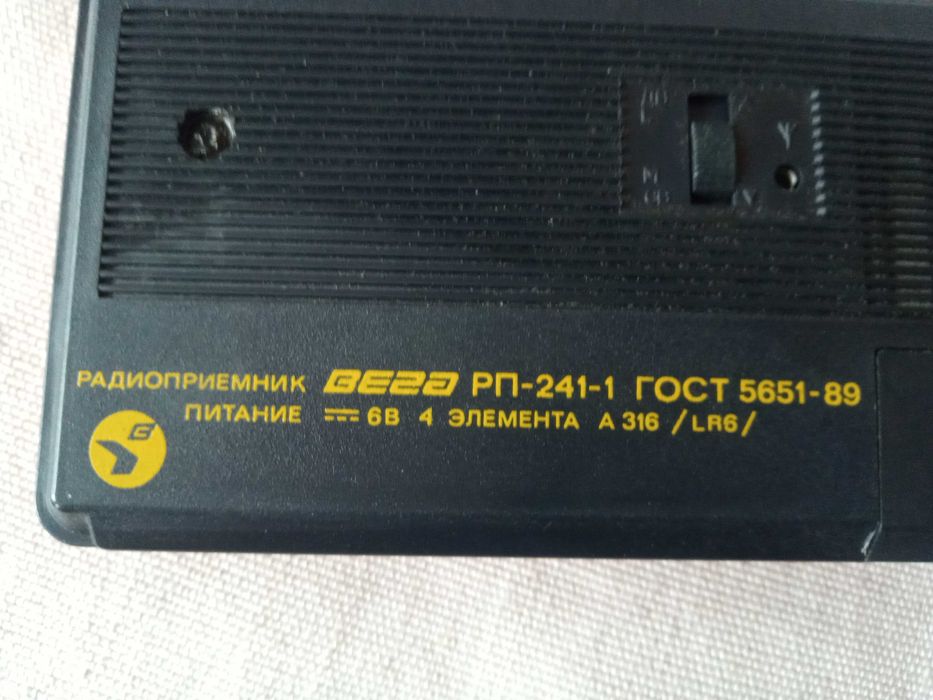 РАДИОПРИЕМНИК ВЕГА РП-241-1 ГОСТ 5651-89
ПИТАНИЕ ⎓ 6В 4 ЭЛЕМЕНТА А 316 /LR6/